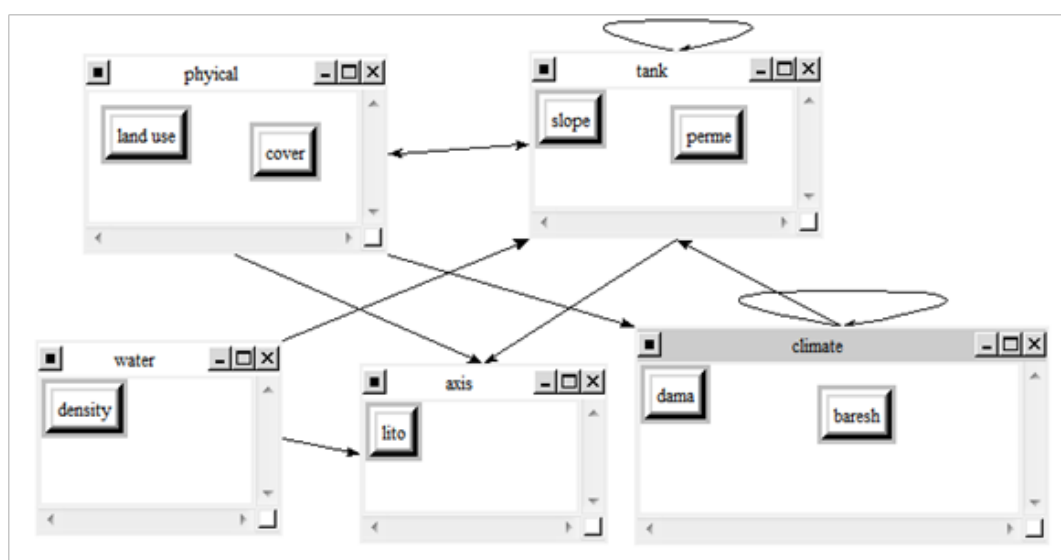 phyical
land use
cover
tank
slope
perme
water
density
axis
lito
climate
dama
baresh